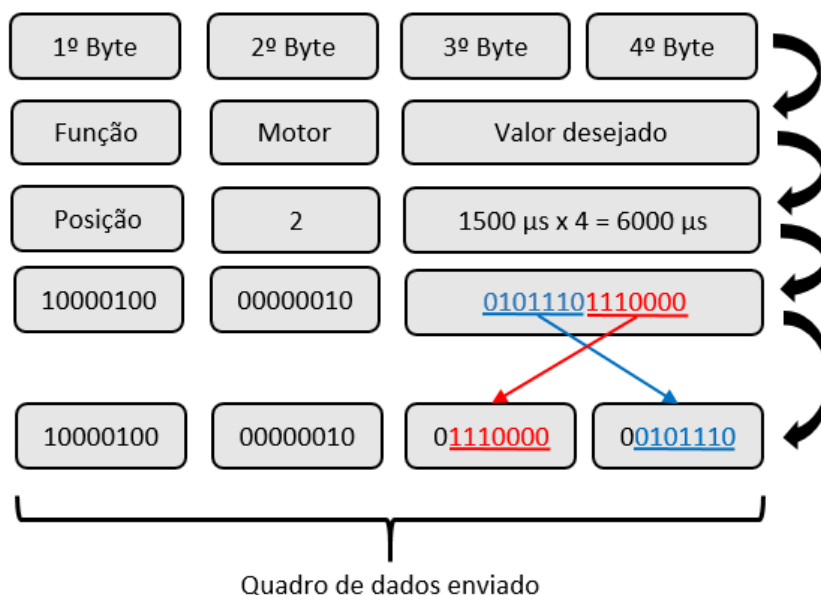 1º Byte 2º Byte 3º Byte 4º Byte
Função Motor Valor desejado
Posição 2 1500 µs x 4 = 6000 µs
10000100 00000010 01011101110000
10000100 00000010 01110000 00101110
Quadro de dados enviado